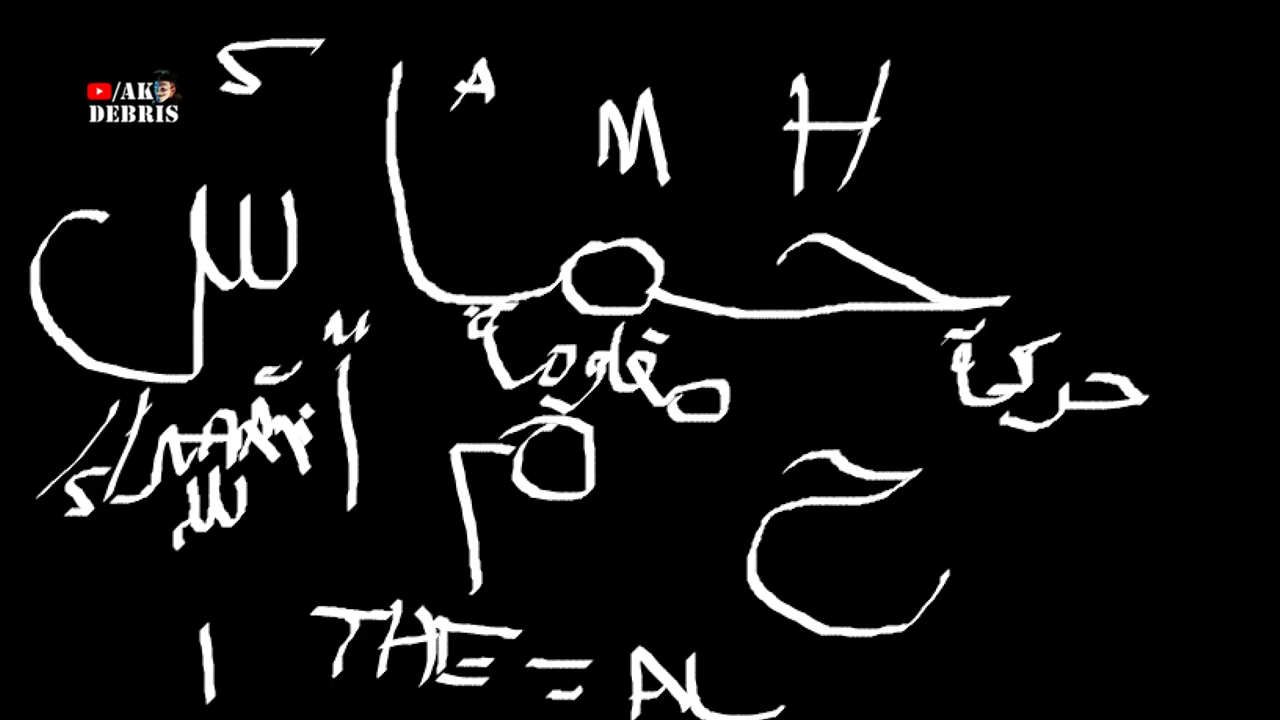 /AK
DEBRIS
H M A S
حماس
حركة
مقاومة
ح م أ س
THE = AL